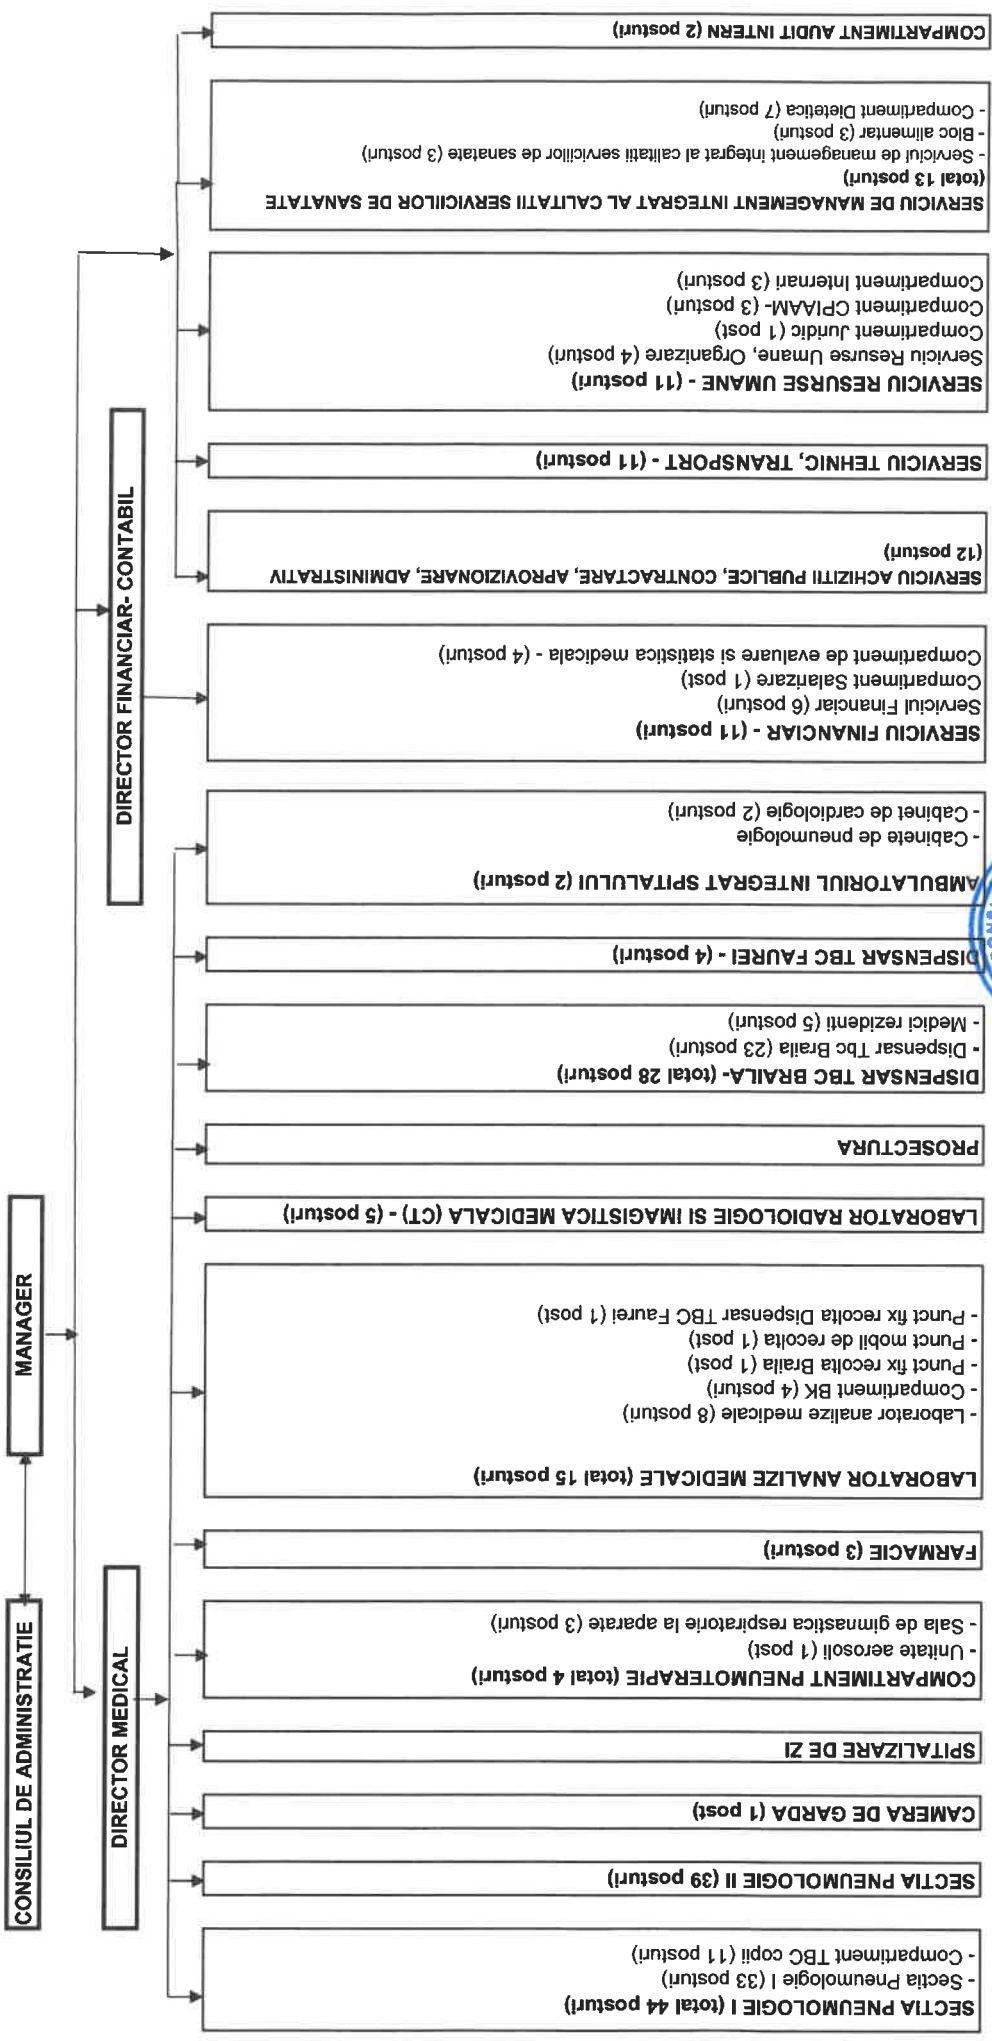 CONSILIUL DE ADMINISTRATIE
MANAGER
DIRECTOR MEDICAL
DIRECTOR FINANCIAR- CONTABIL
SECTIA PNEUMOLOGIE I (total 44 posturi)
- Sectia Pneumologie I (33 posturi)
- Compartiment TBC copii (11 posturi)
SECTIA PNEUMOLOGIE II (39 posturi)
CAMERA DE GARDA (1 post)
SPITALIZARE DE ZI
COMPARTIMENT PNEUMOTERAPIE (total 4 posturi)
- Unitate aerosoli (1 post)
- Sala de gimnastica respiratorie la aparate (3 posturi)
FARMACIE (3 posturi)
LABORATOR ANALIZE MEDICALE (total 15 posturi)
- Laborator analize medicale (8 posturi)
- Compartiment BK (4 posturi)
- Punct fix recolta Braila (1 post)
- Punct mobil de recolta (1 post)
- Punct fix recolta Dispensar TBC Faurei (1 post)
LABORATOR RADIOLOGIE SI IMAGISTICA MEDICALA (CT) - (5 posturi)
PROSECTURA
DISPENSAR TBC BRAILA- (total 28 posturi)
- Dispensar Tbc Braila (23 posturi)
- Medici rezidenti (5 posturi)
DISPENSAR TBC FAUREI - (4 posturi)
AMBULATORIUL INTEGRAT SPITALULUI (2 posturi)
- Cabinete de pneumologie
- Cabinet de cardiologie (2 posturi)
SERVICIU FINANCIAR - (11 posturi)
Serviciul Financiar (6 posturi)
Compartiment Salarizare (1 post)
Compartiment de evaluare si statistica medicala - (4 posturi)
SERVICIU ACHIZITII PUBLICE, CONTRACTARE, APROVIZIONARE, ADMINISTRATIV
(12 posturi)
SERVICIU TEHNIC, TRANSPORT - (11 posturi)
SERVICIU RESURSE UMANE - (11 posturi)
Serviciu Resurse Umane, Organizare (4 posturi)
Compartiment Juridic (1 post)
Compartiment CPIAAM- (3 posturi)
Compartiment Internari (3 posturi)
SERVICIU DE MANAGEMENT INTEGRAT AL CALITATII SERVICIILOR DE SANATATE
(total 13 posturi)
- Serviciul de management integrat al calitatii serviciilor de sanatate (3 posturi)
- Bloc alimentar (3 posturi)
- Compartiment Dietetica (7 posturi)
COMPARTIMENT AUDIT INTERN (2 posturi)